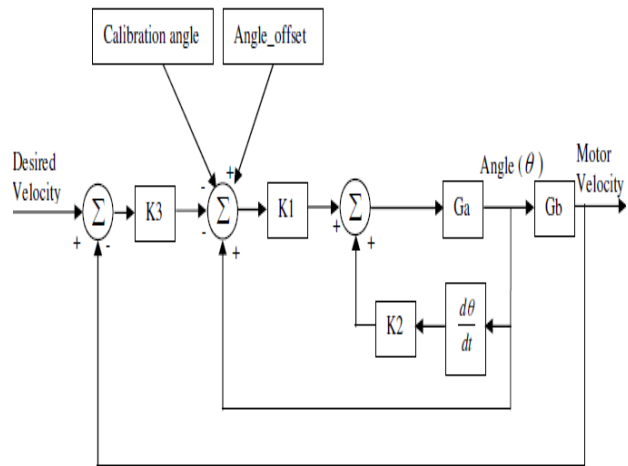 Calibration angle
Angle_offset
Desired
Velocity
Angle (θ)
Motor
Velocity
+
-
Σ
+
-
K3
-
+
Σ
K1
+
+
Σ
Ga
Gb
K2
dθ
dt